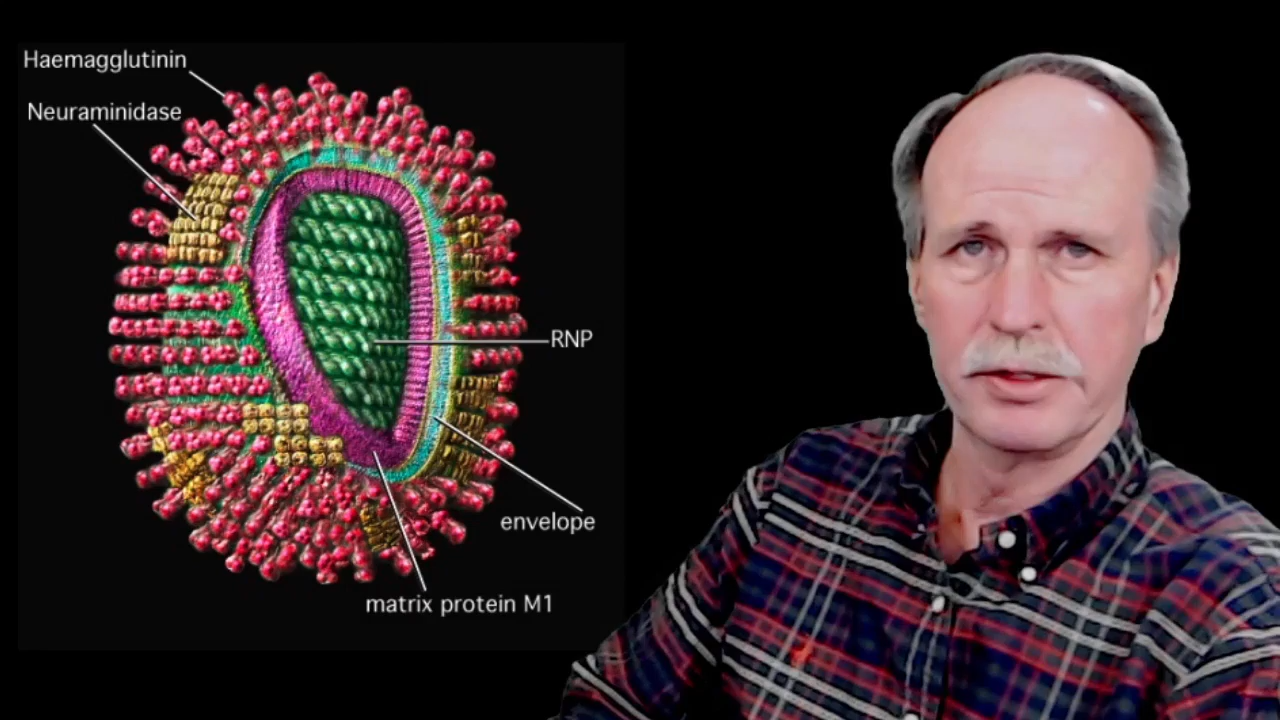 Haemagglutinin
Neuraminidase
RNP
envelope
matrix protein M1